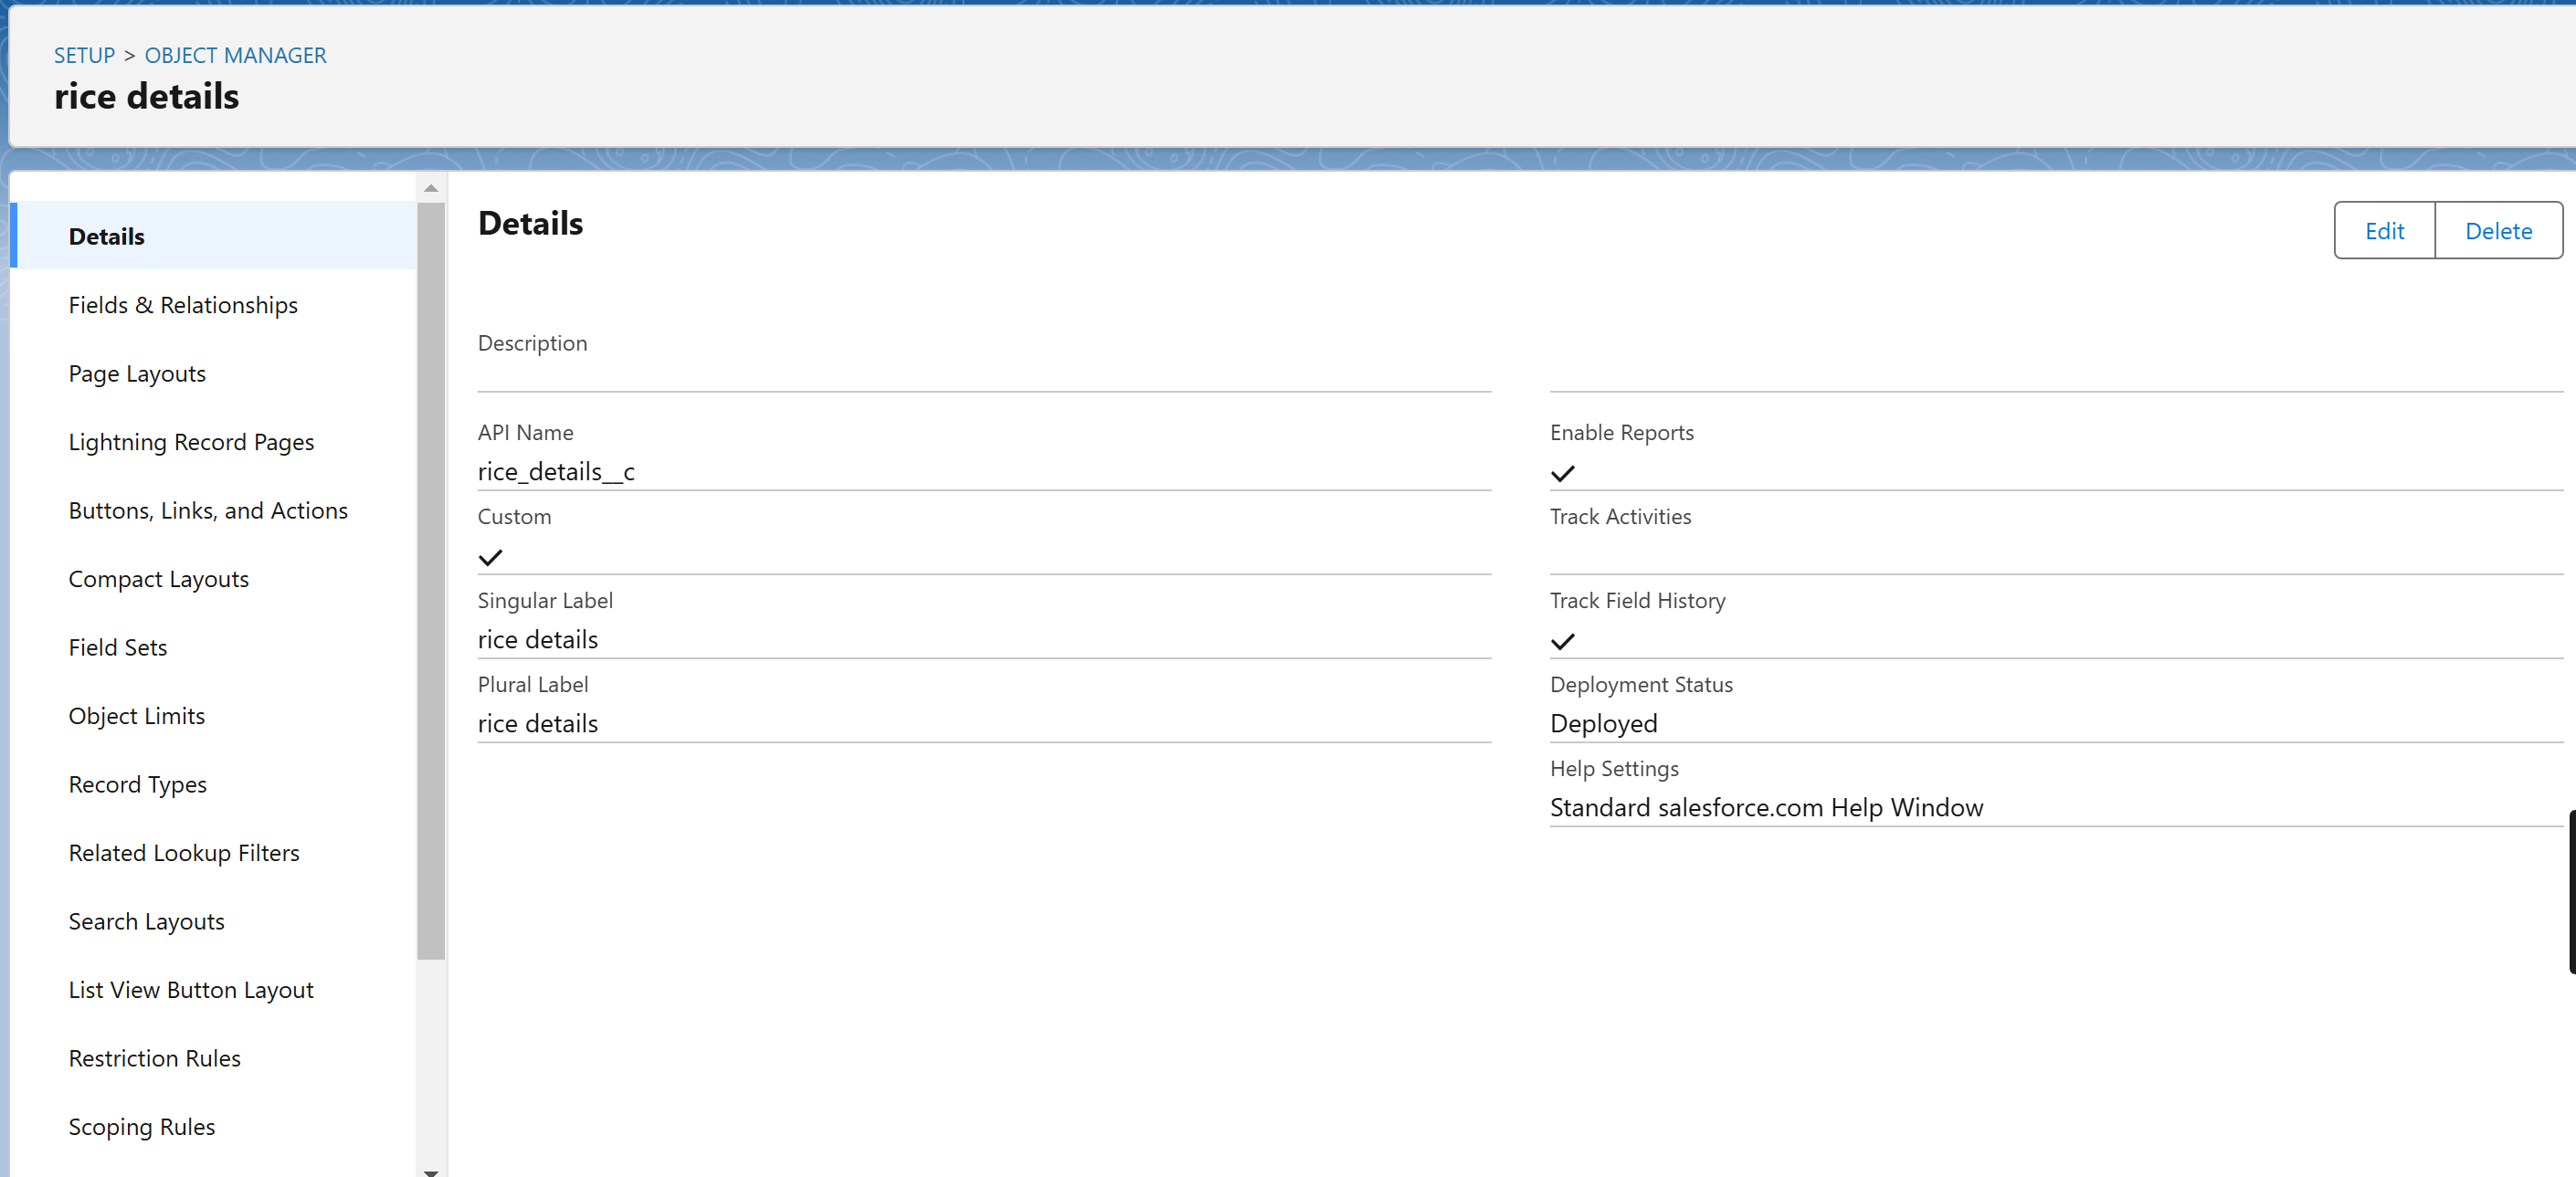 SETUP > OBJECT MANAGER
rice details
Details
Fields & Relationships
Page Layouts
Lightning Record Pages
Buttons, Links, and Actions
Compact Layouts
Field Sets
Object Limits
Record Types
Related Lookup Filters
Search Layouts
List View Button Layout
Restriction Rules
Scoping Rules
Details
Edit
Delete
Description
API Name
rice_details__c
Custom
Singular Label
rice details
Plural Label
rice details
Enable Reports
Track Activities
Track Field History
Deployment Status
Deployed
Help Settings
Standard salesforce.com Help Window